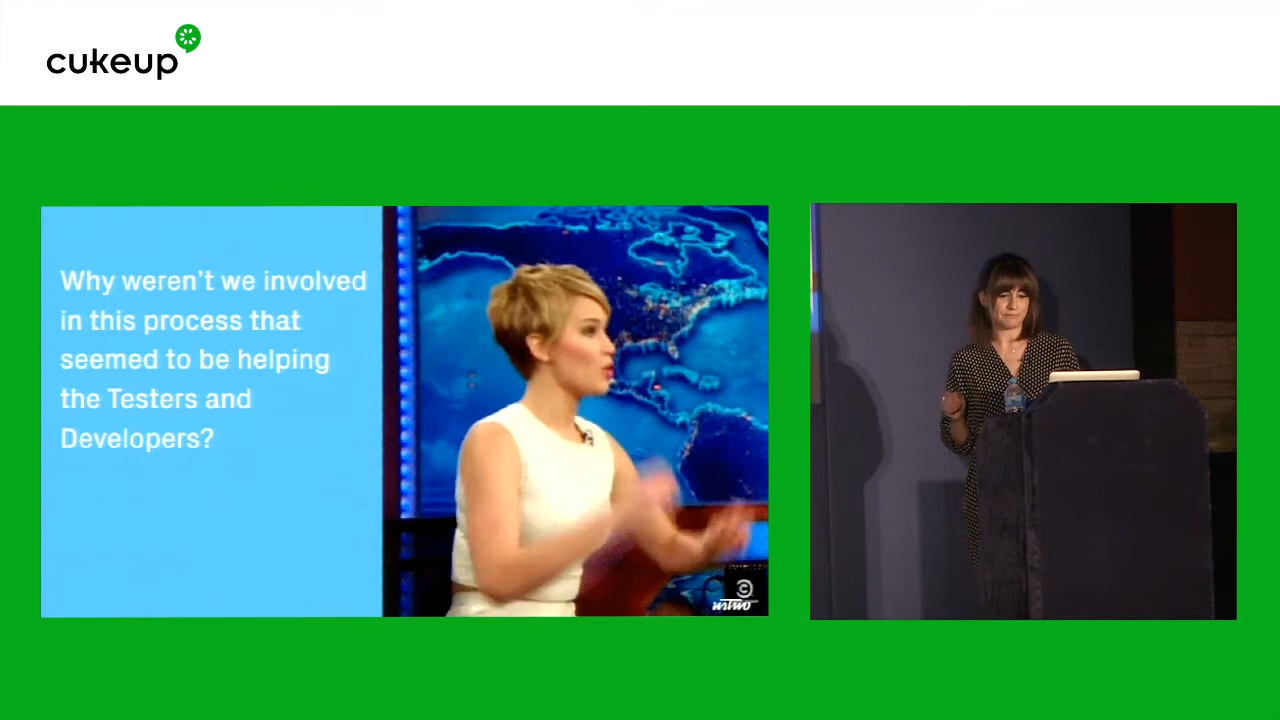 cukeup
Why weren't we involved
in this process that
seemed to be helping
the Testers and
Developers?